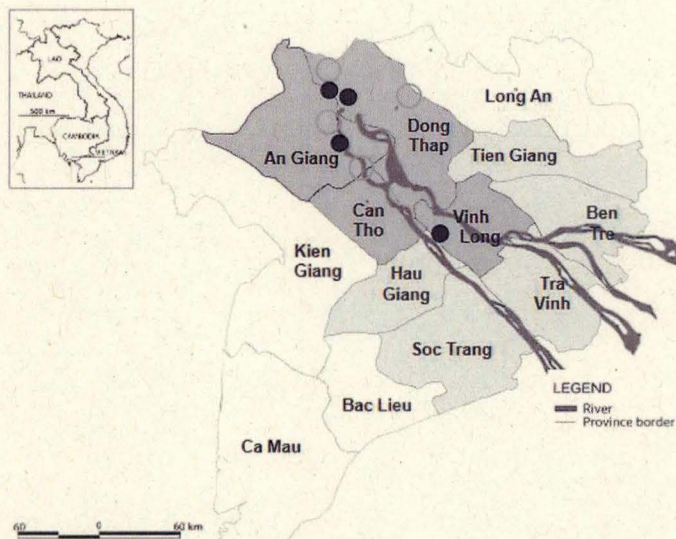 LAO
THAILAND
500 km
CAMBODIA
VIETNAM
Long An
Dong
Thap
An Giang
Tien Giang
Can
Tho
Vinh
Long
Ben
Tre
Kien
Giang
Hau
Giang
Tra
Vinh
Soc Trang
LEGEND
River
Province border
Bac Lieu
Ca Mau
60 0 60 km